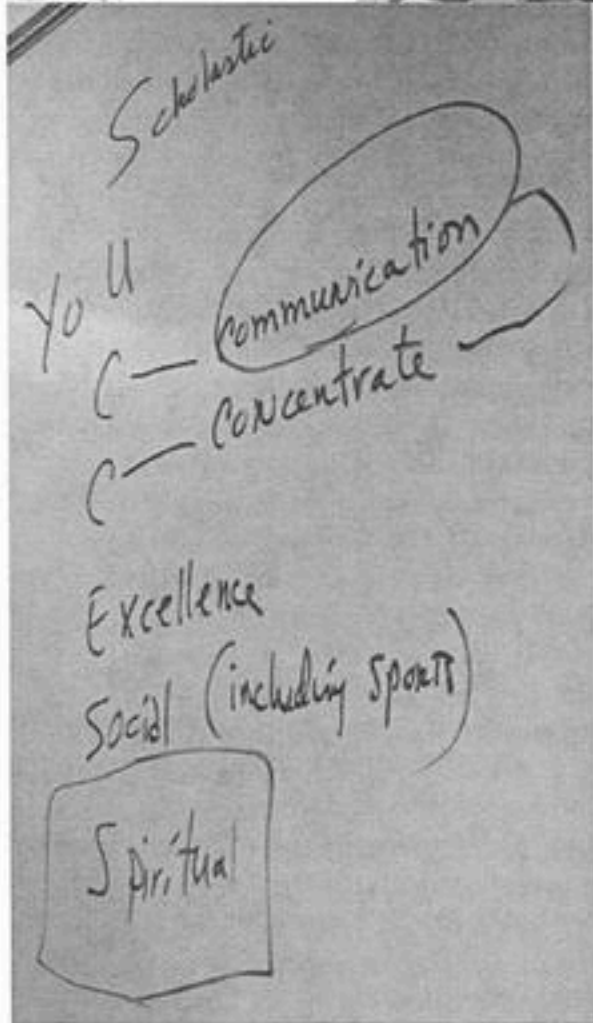 Scholastic
YoU
C — Communication
C — Concentrate
Excellence
Social (including sports)
Spiritual